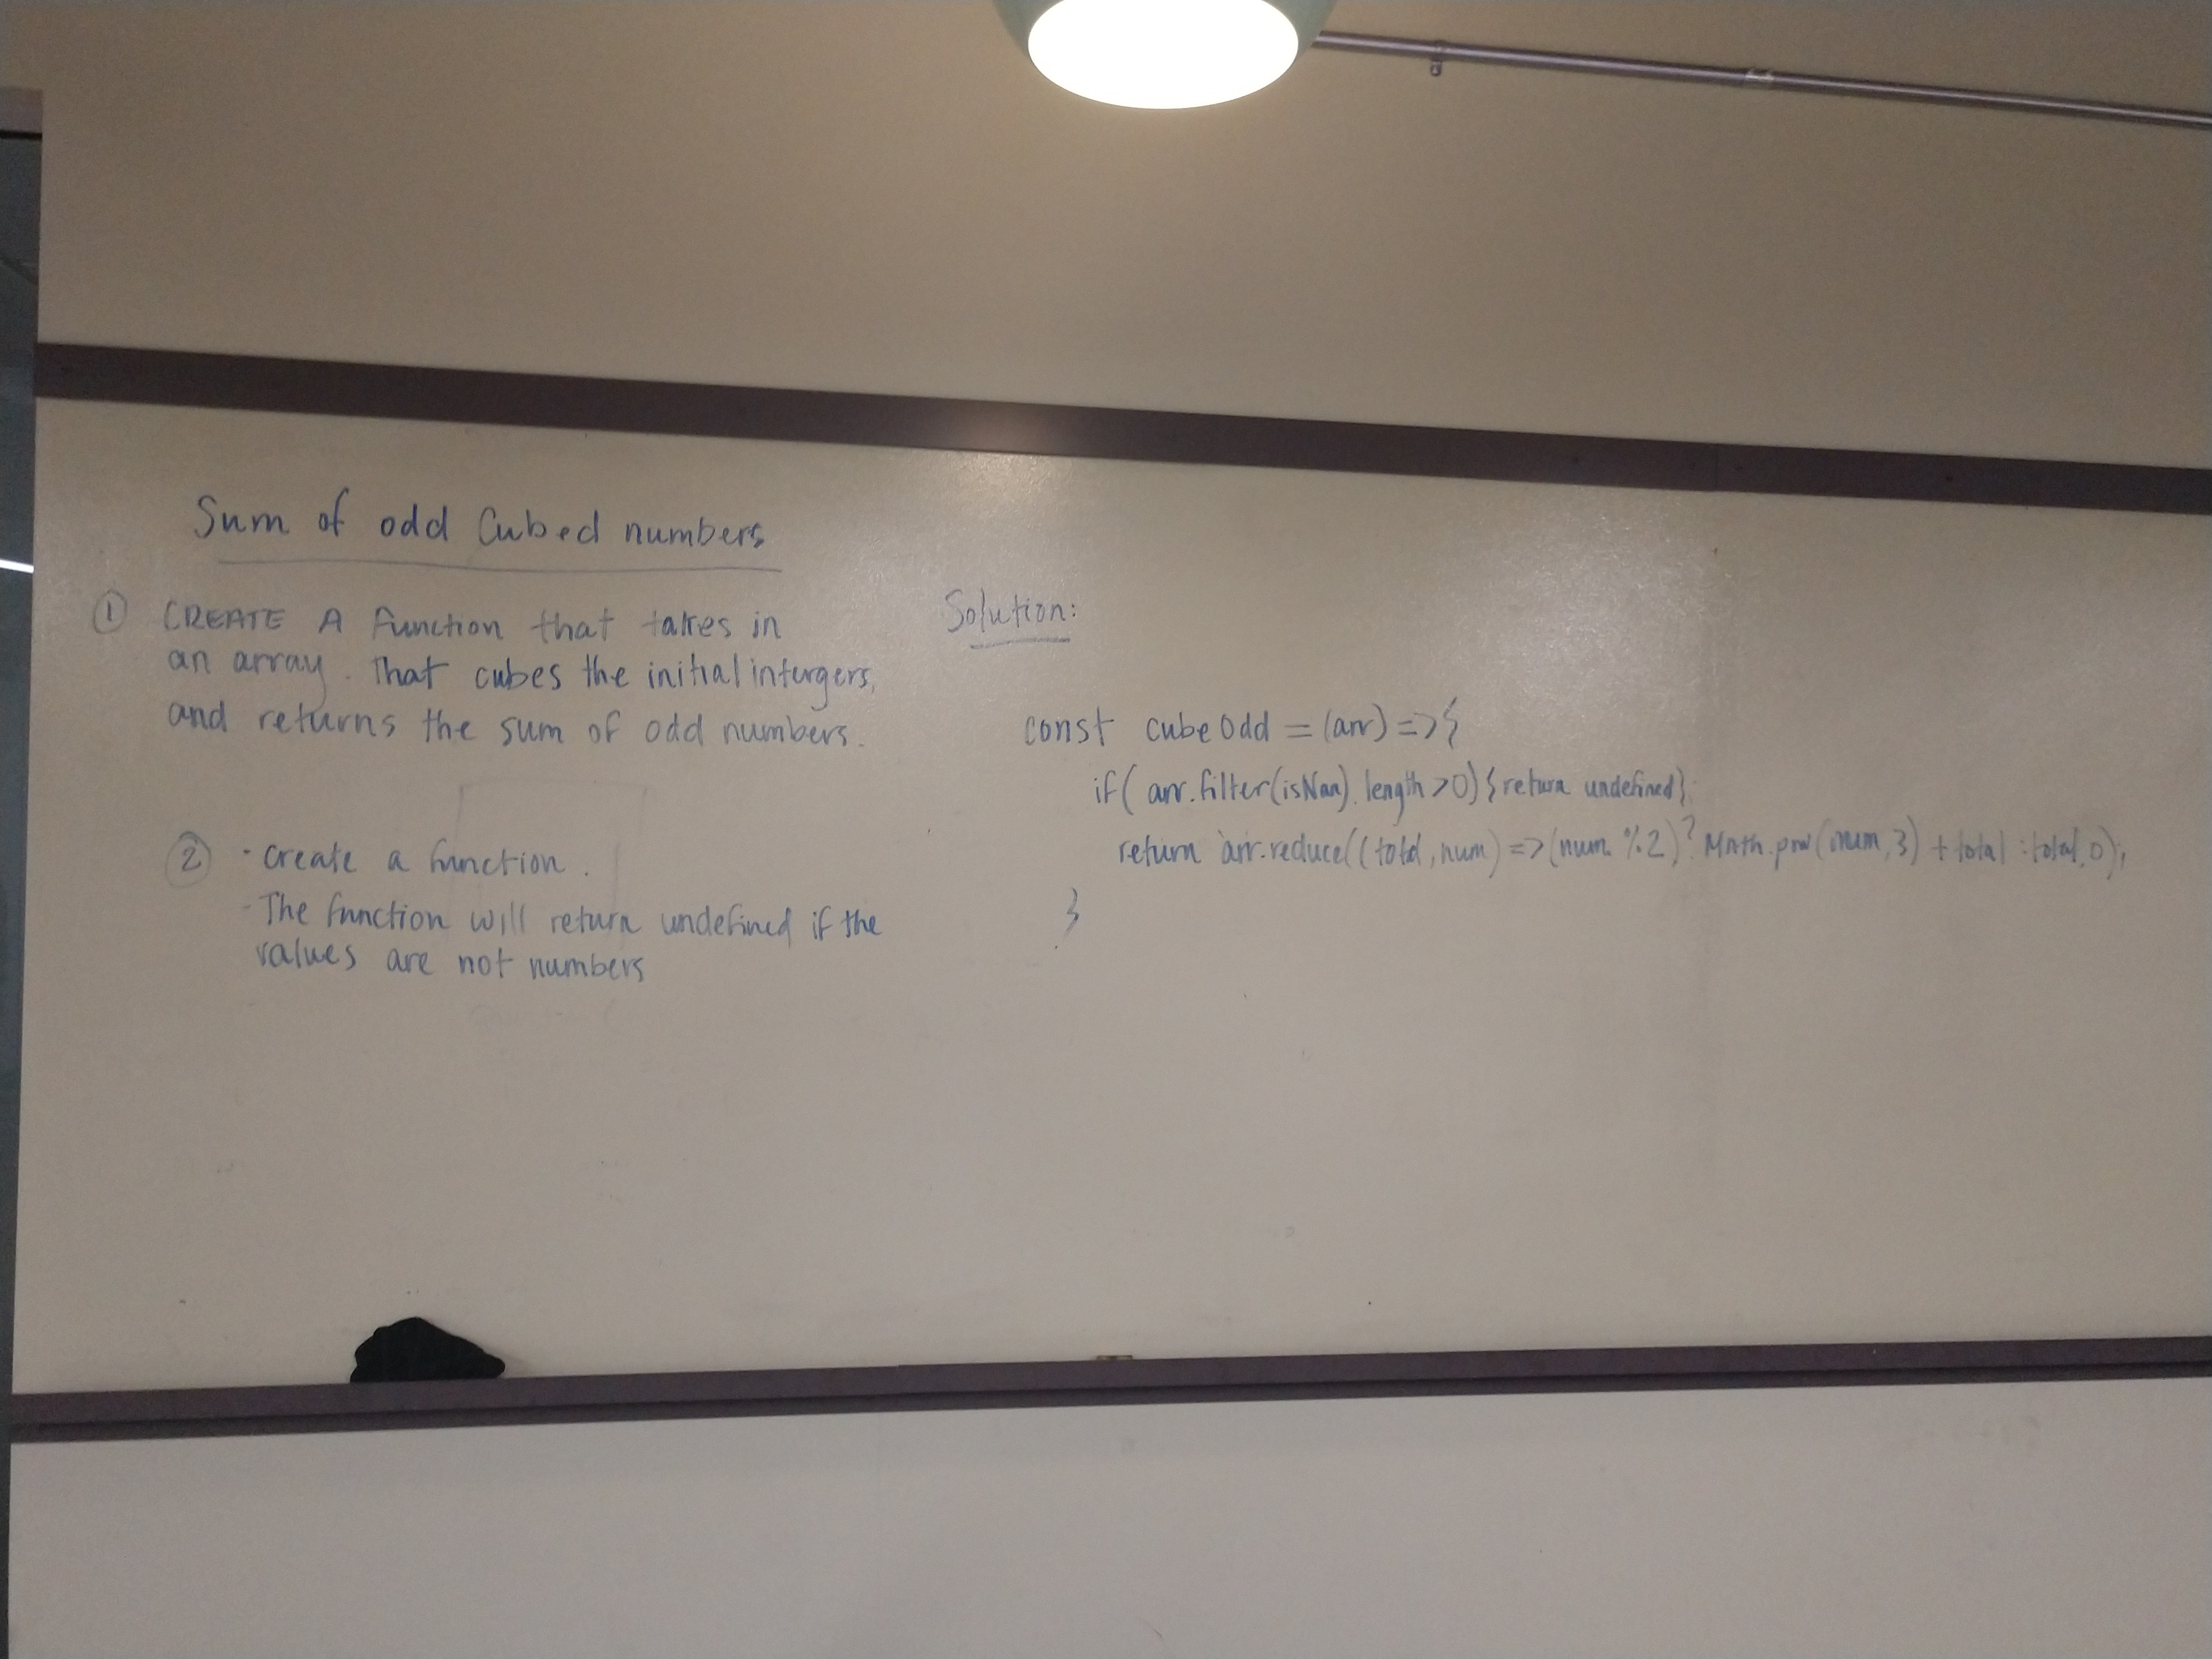 Sum of odd Cubed numbers
① CREATE A Function that takes in
an array. That cubes the initial intergers,
and returns the sum of odd numbers.
② - Create a function.
- The function will return undefined if the
values are not numbers
Solution:
const cubeOdd = (arr) => {
if( arr.filter(isNan).length >0) { return undefined};
return arr.reduce((total, num) => (num %2)? Math.pow(num,3) + total : total, 0);
}